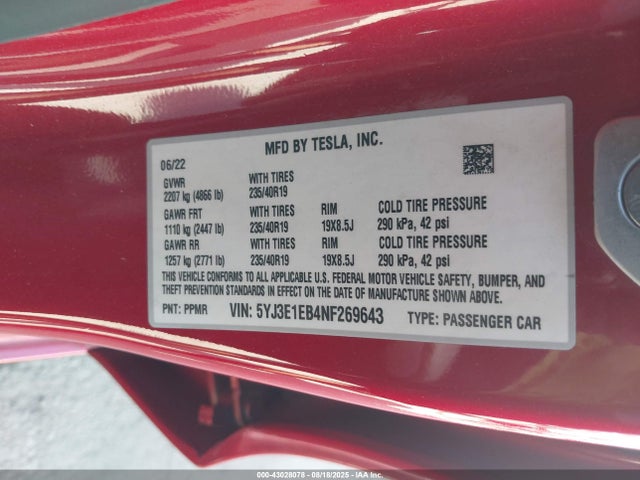 MFD BY TESLA, INC.
06/22
GVWR WITH TIRES
2207 kg (4866 lb) 235/40R19
GAWR FRT WITH TIRES RIM COLD TIRE PRESSURE
1110 kg (2447 lb) 235/40R19 19X8.5J 290 kPa, 42 psi
GAWR RR WITH TIRES RIM COLD TIRE PRESSURE
1257 kg (2771 lb) 235/40R19 19X8.5J 290 kPa, 42 psi
THIS VEHICLE CONFORMS TO ALL APPLICABLE U.S. FEDERAL MOTOR VEHICLE SAFETY, BUMPER, AND
THEFT PREVENTION STANDARDS IN EFFECT ON THE DATE OF MANUFACTURE SHOWN ABOVE.
PNT: PPMR VIN: 5YJ3E1EB4NF269643 TYPE: PASSENGER CAR
000-43028078 - 08/18/2025 - IAA Inc.